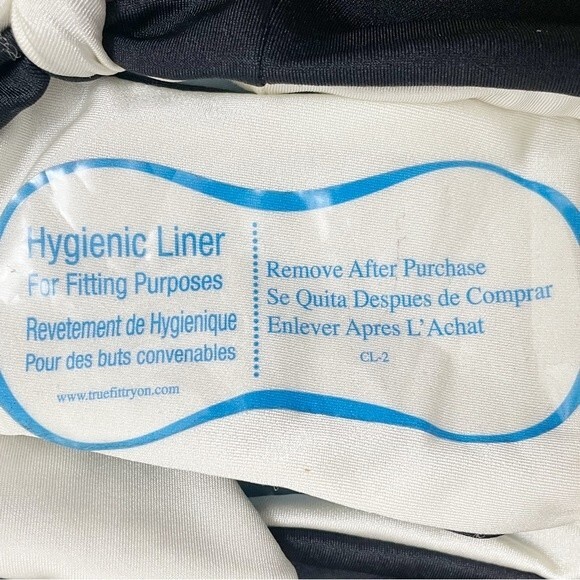 Hygienic Liner
For Fitting Purposes
Revetement de Hygienique
Pour des buts convenables
www.truefittryon.com
Remove After Purchase
Se Quita Despues de Comprar
Enlever Apres L'Achat
CL-2